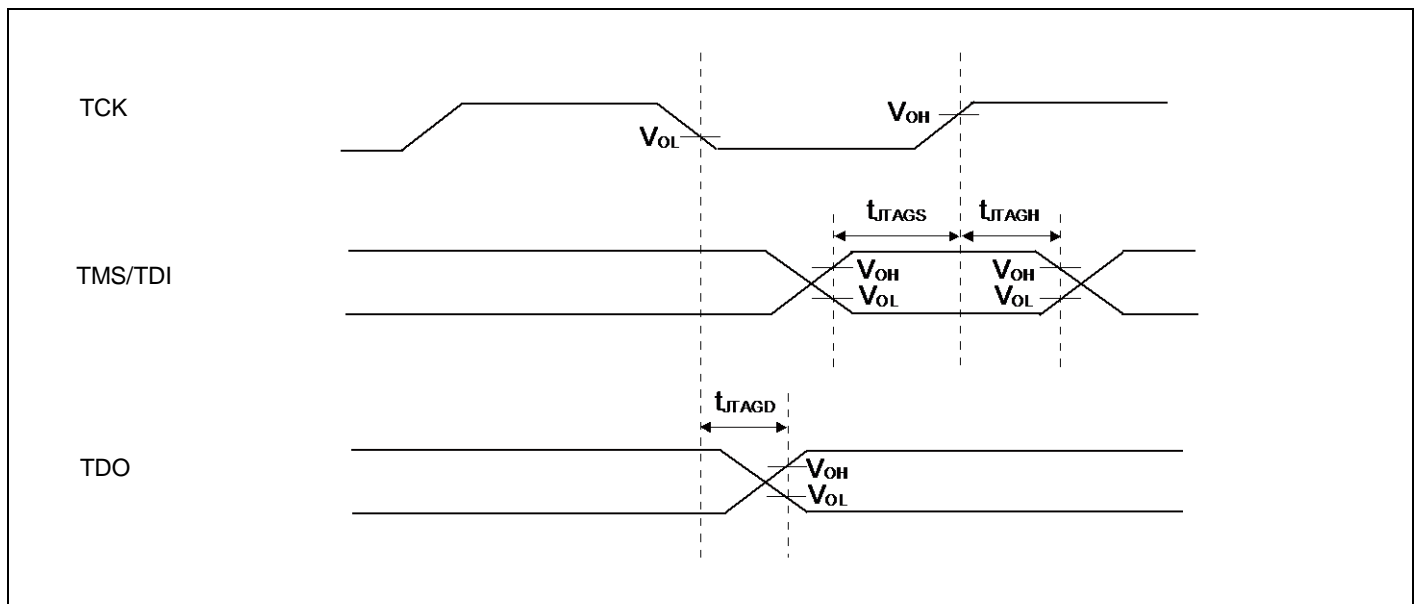 TCK
VOL
VOH
tJTAGS
tJTAGH
TMS/TDI
VOH
VOL
VOH
VOL
tJTAGD
TDO
VOH
VOL